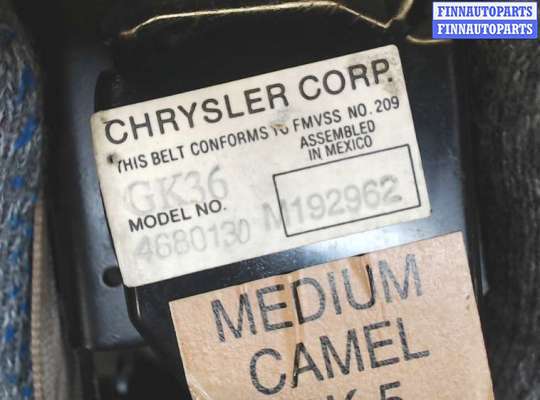 FINNAUTOPARTS
FINNAUTOPARTS
CHRYSLER CORP.
THIS BELT CONFORMS TO FMVSS NO. 209
ASSEMBLED
IN MEXICO
GK36
MODEL NO.
4680130 M192962
MEDIUM
CAMEL
K5